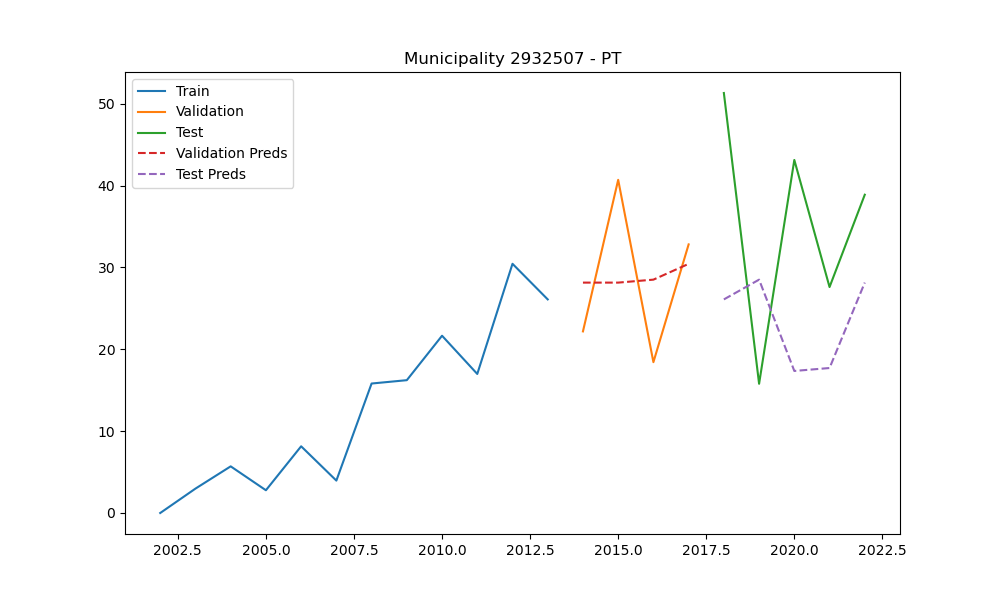 Municipality 2932507 - PT
Train
Validation
Test
Validation Preds
Test Preds
50
40
30
20
10
0
2002.5 2005.0 2007.5 2010.0 2012.5 2015.0 2017.5 2020.0 2022.5